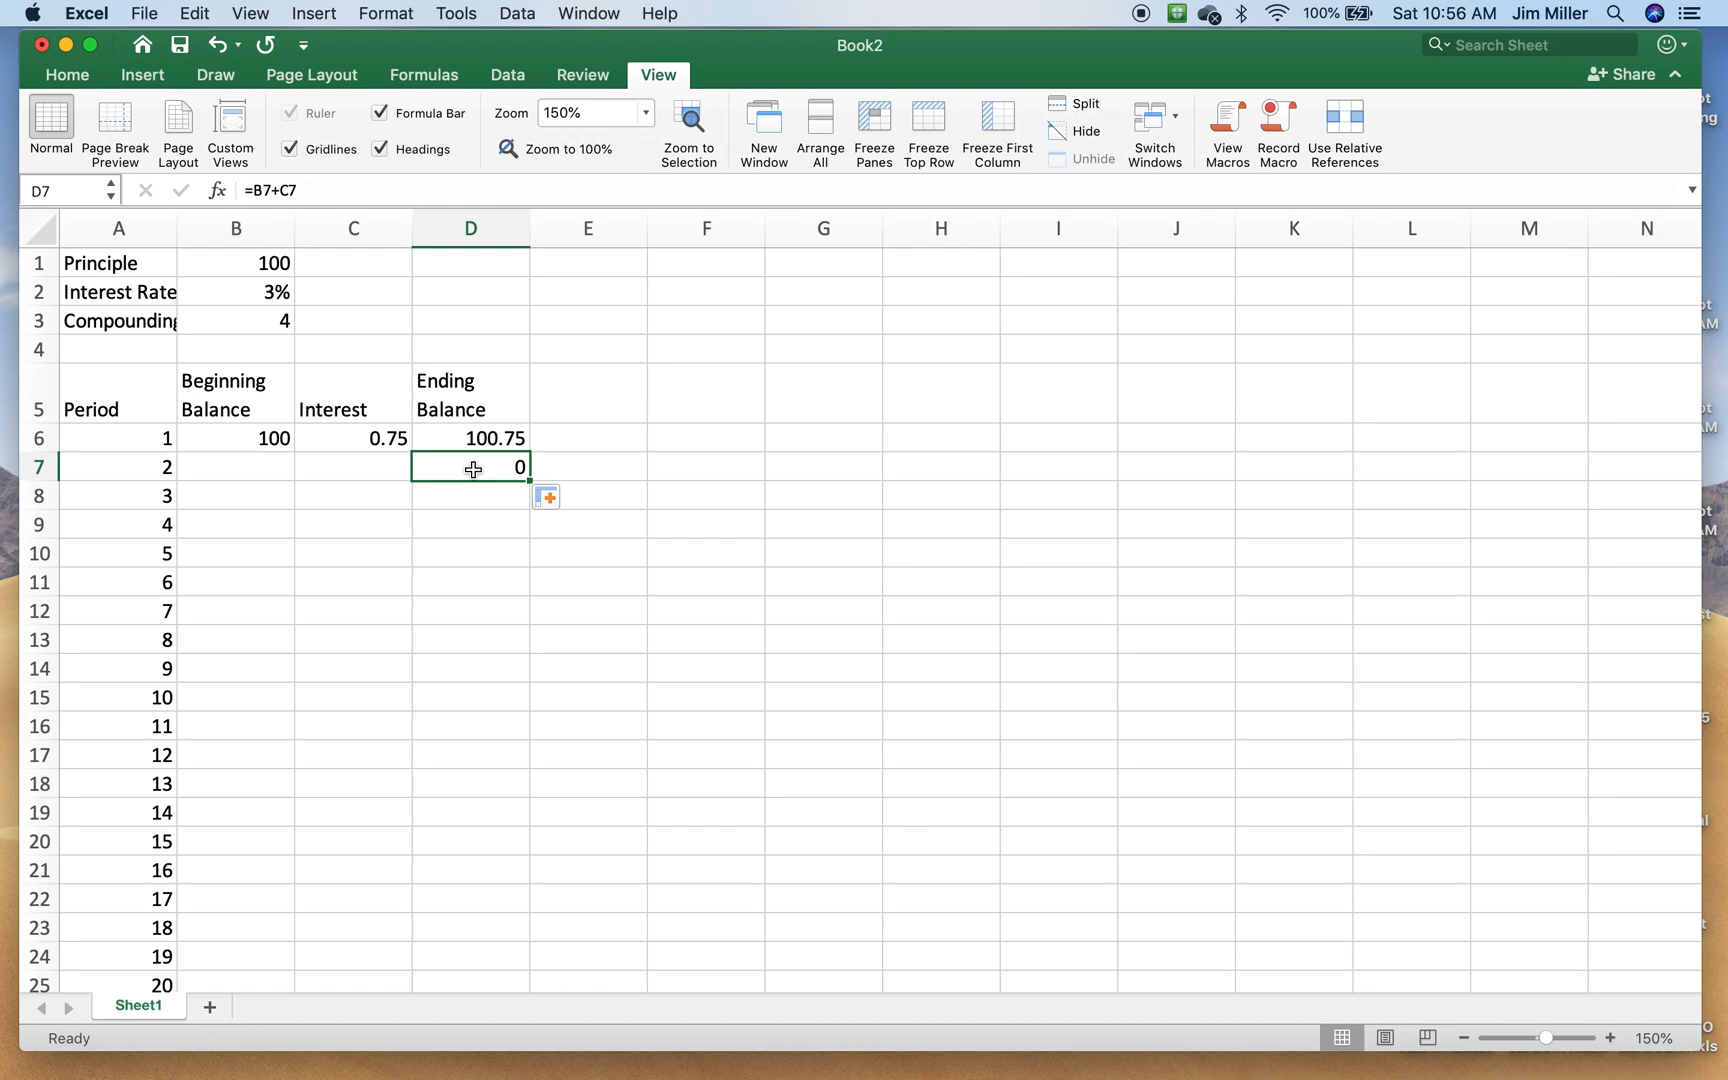 Excel File Edit View Insert Format Tools Data Window Help 100% Sat 10:56 AM Jim Miller
Book2
Search Sheet
Home Insert Draw Page Layout Formulas Data Review View Share
Normal Page Break Preview Page Layout Custom Views
Ruler Formula Bar
Gridlines Headings
Zoom 150%
Zoom to 100%
Zoom to Selection
New Window Arrange All Freeze Panes Freeze Top Row Freeze First Column
Split
Hide
Unhide
Switch Windows
View Macros Record Macro Use Relative References
D7 fx =B7+C7
A B C D E F G H I J K L M N
1 Principle 100
2 Interest Rate 3%
3 Compounding 4
4
5 Period Beginning Balance Interest Ending Balance
6 1 100 0.75 100.75
7 2 0
8 3
9 4
10 5
11 6
12 7
13 8
14 9
15 10
16 11
17 12
18 13
19 14
20 15
21 16
22 17
23 18
24 19
25 20
Sheet1
Ready 150%